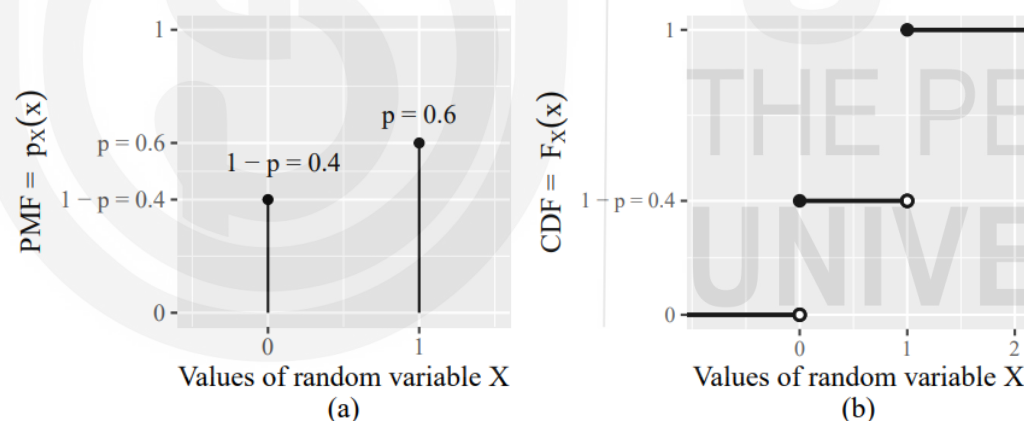 PMF = pX(x)
1
p = 0.6
1 − p = 0.4
0
p = 0.6
1 − p = 0.4
0 1
Values of random variable X
(a)
CDF = FX(x)
1
1 − p = 0.4
0
0 1 2
Values of random variable X
(b)
THE PE
UNIVE